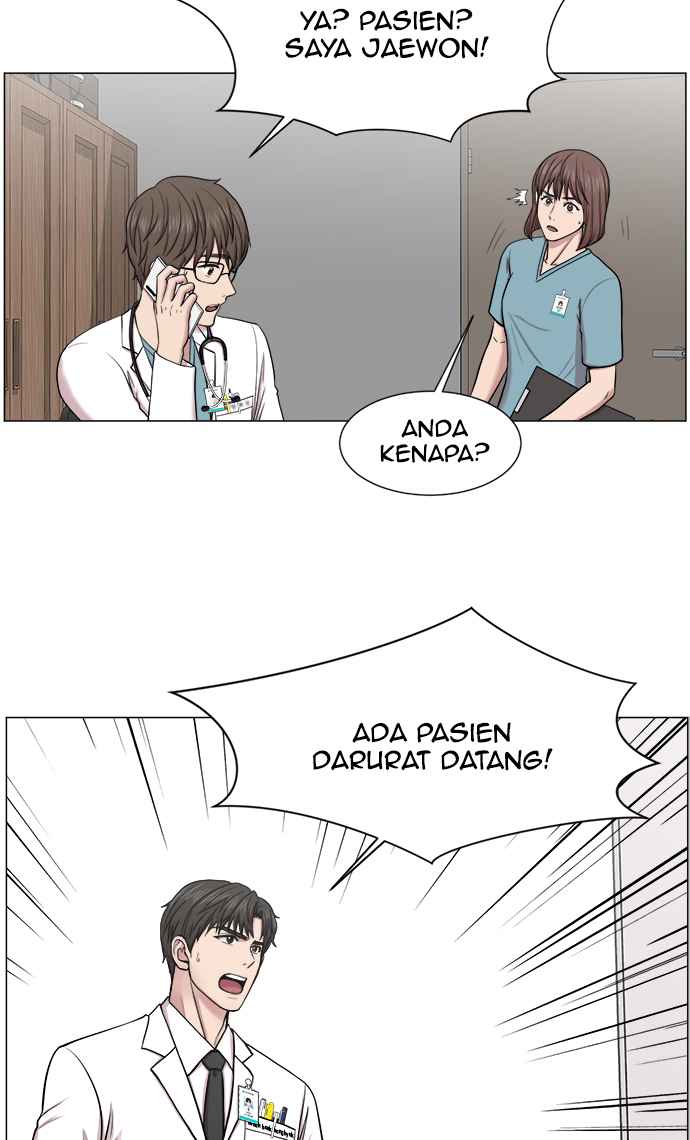 YA? PASIEN?
SAYA JAEWON!
ANDA
KENAPA?
ADA PASIEN
DARURAT DATANG!